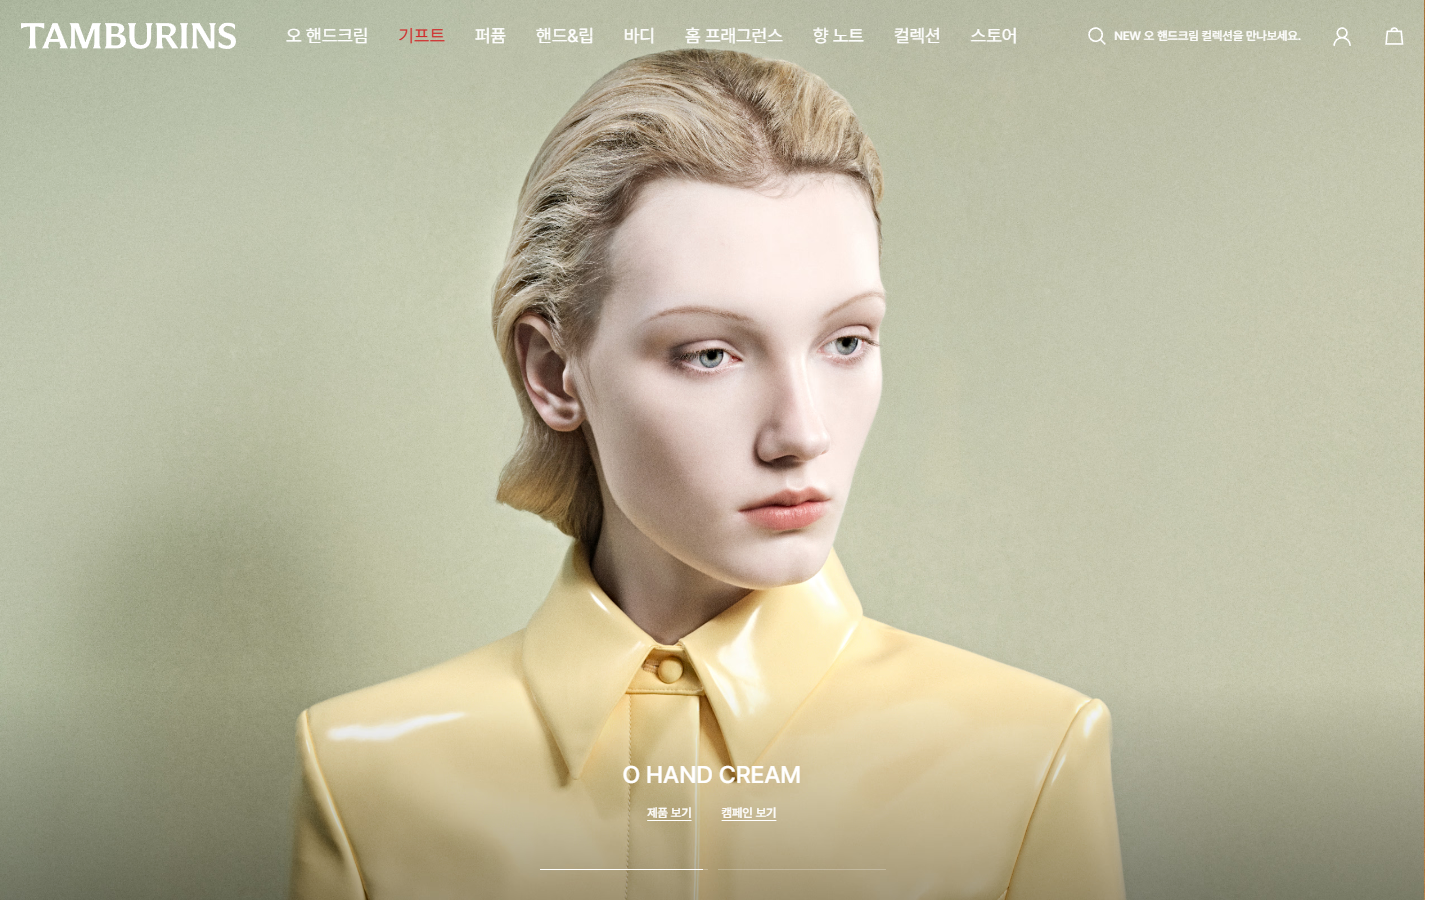 TAMBURINS
오 핸드크림 기프트 퍼퓸 핸드&립 바디 홈 프래그런스 향 노트 컬렉션 스토어
NEW 오 핸드크림 컬렉션을 만나보세요.
O HAND CREAM
제품 보기 캠페인 보기